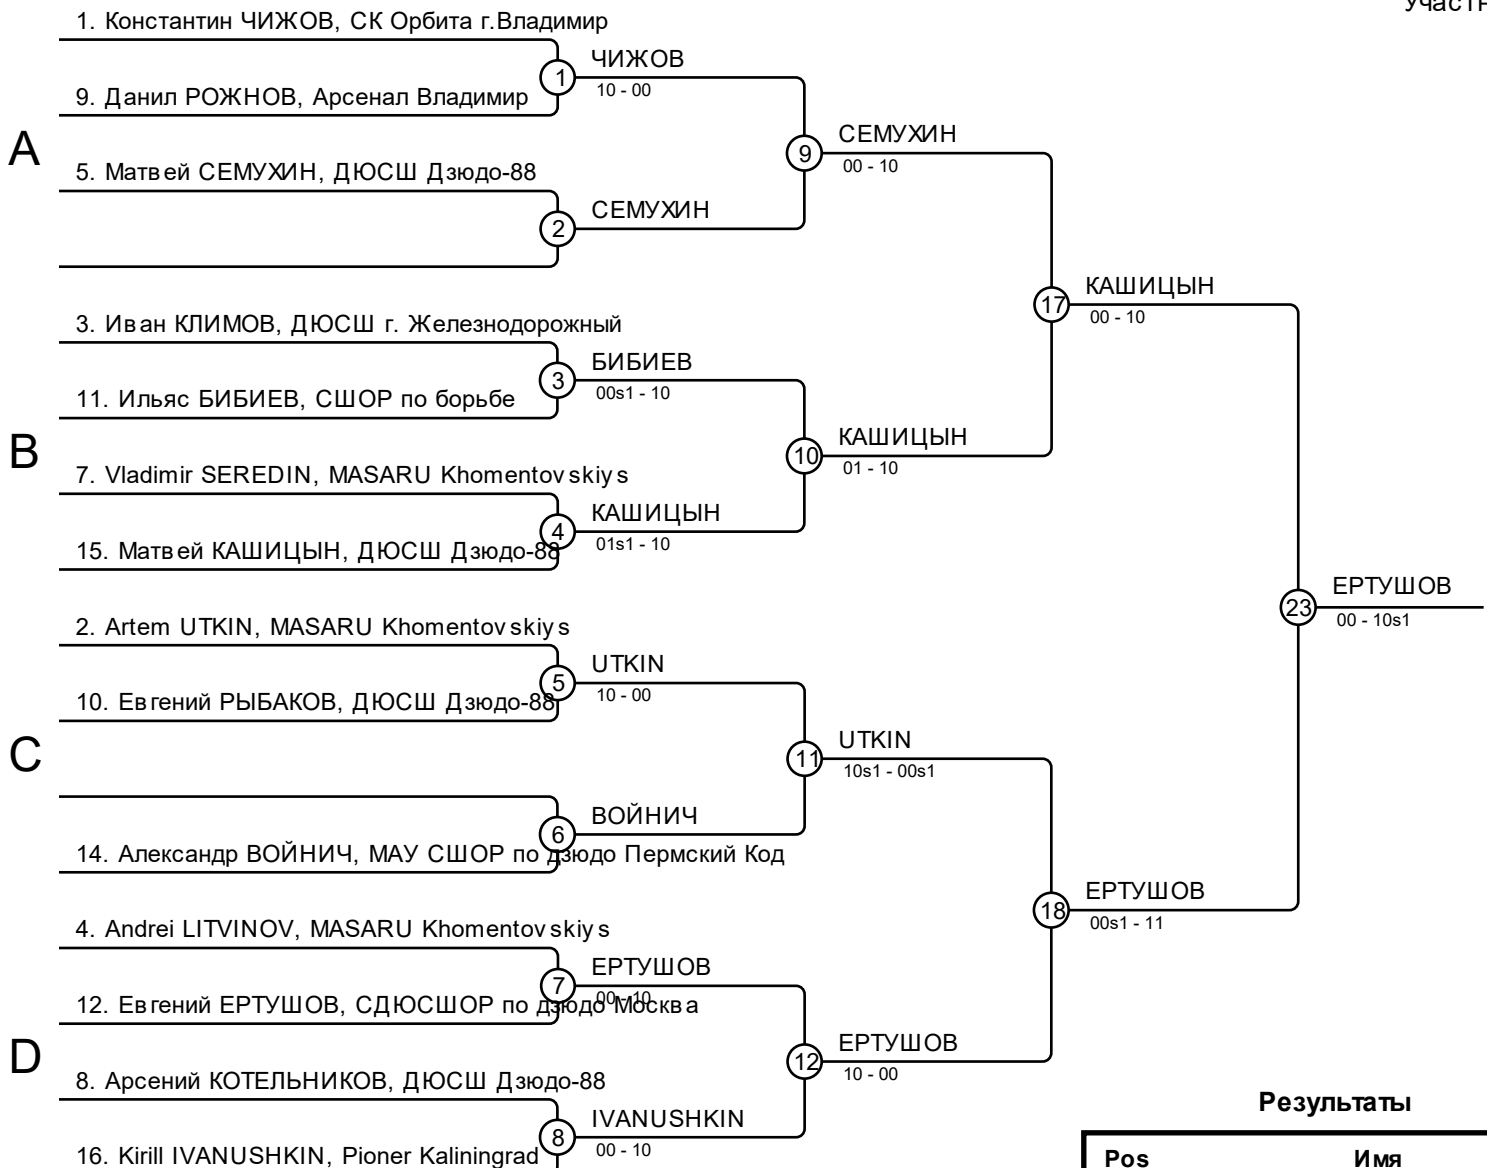 Участн
1. Константин ЧИЖОВ, СК Орбита г.Владимир
ЧИЖОВ
1
10 - 00
9. Данил РОЖНОВ, Арсенал Владимир
A
СЕМУХИН
9
00 - 10
5. Матвей СЕМУХИН, ДЮСШ Дзюдо-88
СЕМУХИН
2
КАШИЦЫН
17
00 - 10
3. Иван КЛИМОВ, ДЮСШ г. Железнодорожный
БИБИЕВ
3
00s1 - 10
11. Ильяс БИБИЕВ, СШОР по борьбе
B
КАШИЦЫН
10
01 - 10
7. Vladimir SEREDIN, MASARU Khomentovskiys
КАШИЦЫН
4
01s1 - 10
15. Матвей КАШИЦЫН, ДЮСШ Дзюдо-88
ЕРТУШОВ
23
00 - 10s1
2. Artem UTKIN, MASARU Khomentovskiys
UTKIN
5
10 - 00
10. Евгений РЫБАКОВ, ДЮСШ Дзюдо-88
C
UTKIN
11
10s1 - 00s1
ВОЙНИЧ
6
14. Александр ВОЙНИЧ, МАУ СШОР по дзюдо Пермский Код
ЕРТУШОВ
18
00s1 - 11
4. Andrei LITVINOV, MASARU Khomentovskiys
ЕРТУШОВ
7
00 - 10
12. Евгений ЕРТУШОВ, СДЮСШОР по дзюдо Москва
D
ЕРТУШОВ
12
10 - 00
8. Арсений КОТЕЛЬНИКОВ, ДЮСШ Дзюдо-88
IVANUSHKIN
8
00 - 10
16. Kirill IVANUSHKIN, Pioner Kaliningrad
Результаты
Pos Имя